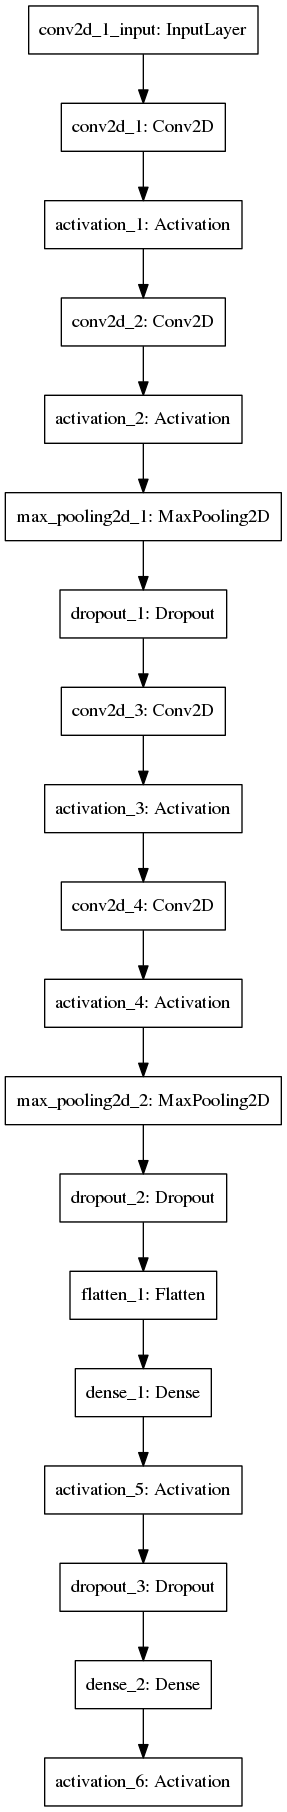 conv2d_1_input: InputLayer
conv2d_1: Conv2D
activation_1: Activation
conv2d_2: Conv2D
activation_2: Activation
max_pooling2d_1: MaxPooling2D
dropout_1: Dropout
conv2d_3: Conv2D
activation_3: Activation
conv2d_4: Conv2D
activation_4: Activation
max_pooling2d_2: MaxPooling2D
dropout_2: Dropout
flatten_1: Flatten
dense_1: Dense
activation_5: Activation
dropout_3: Dropout
dense_2: Dense
activation_6: Activation